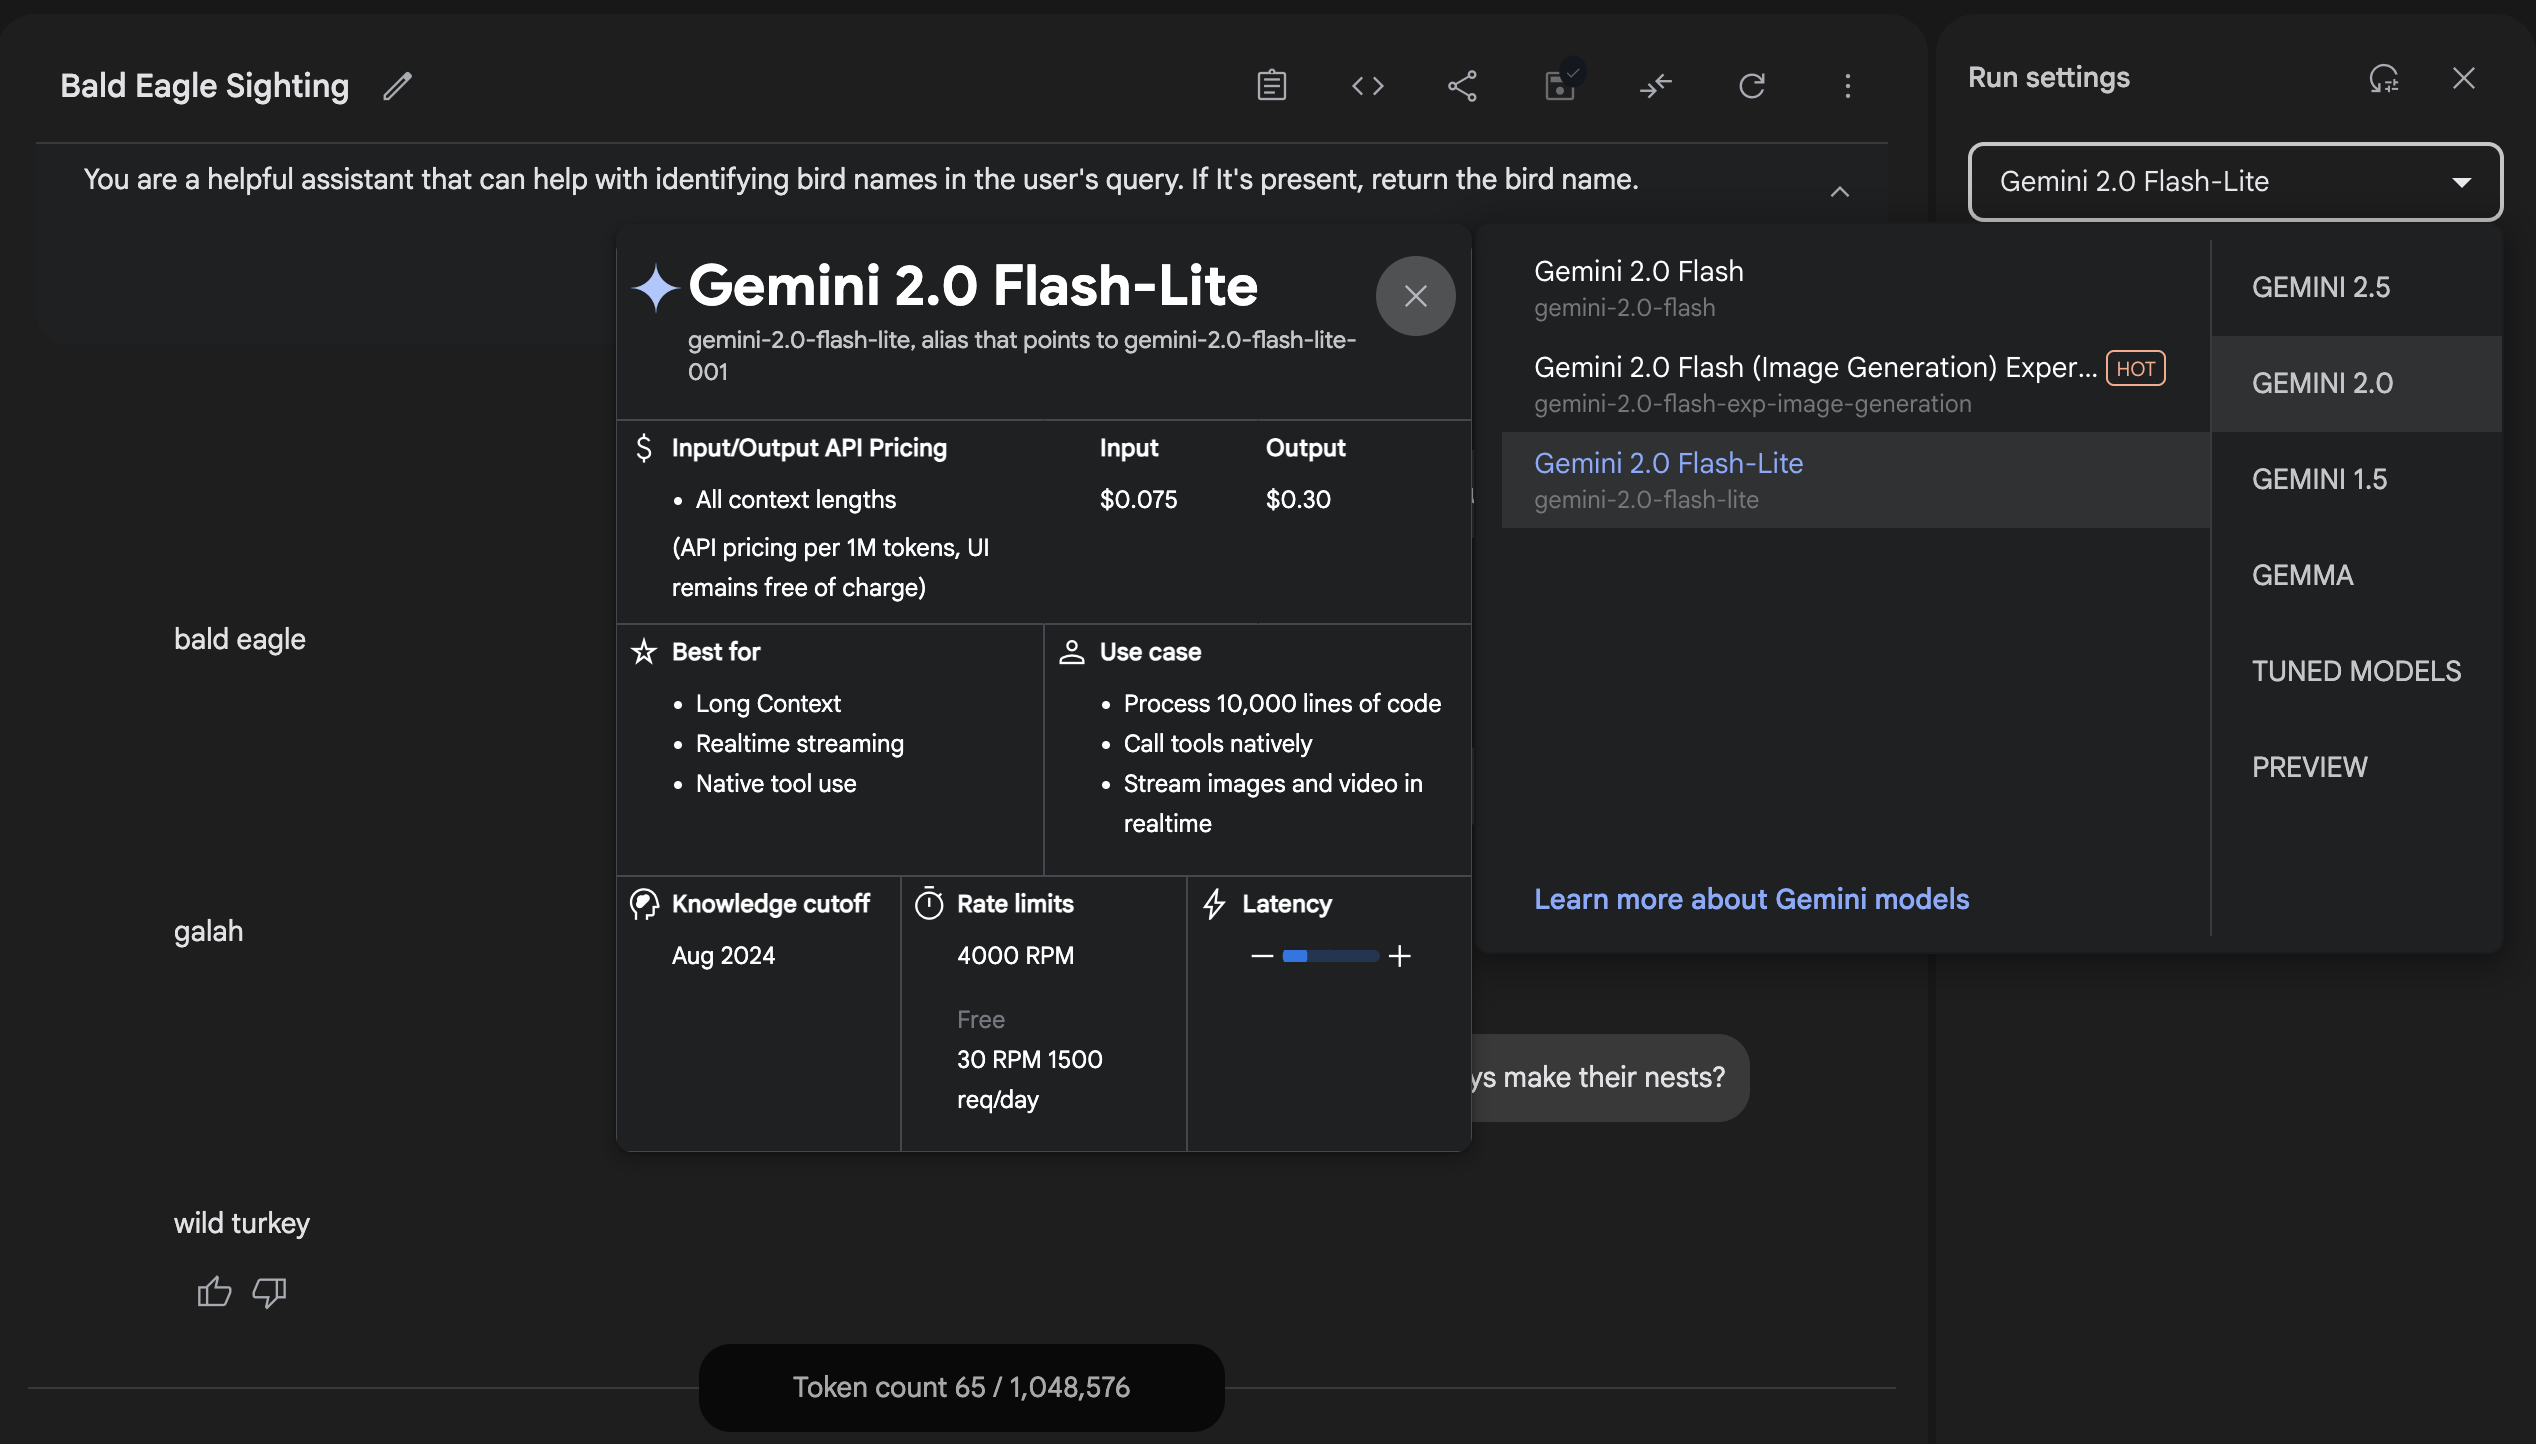 Bald Eagle Sighting
You are a helpful assistant that can help with identifying bird names in the user's query. If It's present, return the bird name.
bald eagle
galah
make their nests?
wild turkey
Token count 65 / 1,048,576
Gemini 2.0 Flash-Lite
gemini-2.0-flash-lite, alias that points to gemini-2.0-flash-lite-
001
Input/Output API Pricing Input Output
• All context lengths $0.075 $0.30
(API pricing per 1M tokens, UI
remains free of charge)
Best for
• Long Context
• Realtime streaming
• Native tool use
Use case
• Process 10,000 lines of code
• Call tools natively
• Stream images and video in
realtime
Knowledge cutoff
Aug 2024
Rate limits
4000 RPM
Free
30 RPM 1500
req/day
Latency
Run settings
Gemini 2.0 Flash-Lite
Gemini 2.0 Flash
gemini-2.0-flash
Gemini 2.0 Flash (Image Generation) Exper... HOT
gemini-2.0-flash-exp-image-generation
Gemini 2.0 Flash-Lite
gemini-2.0-flash-lite
Learn more about Gemini models
GEMINI 2.5
GEMINI 2.0
GEMINI 1.5
GEMMA
TUNED MODELS
PREVIEW